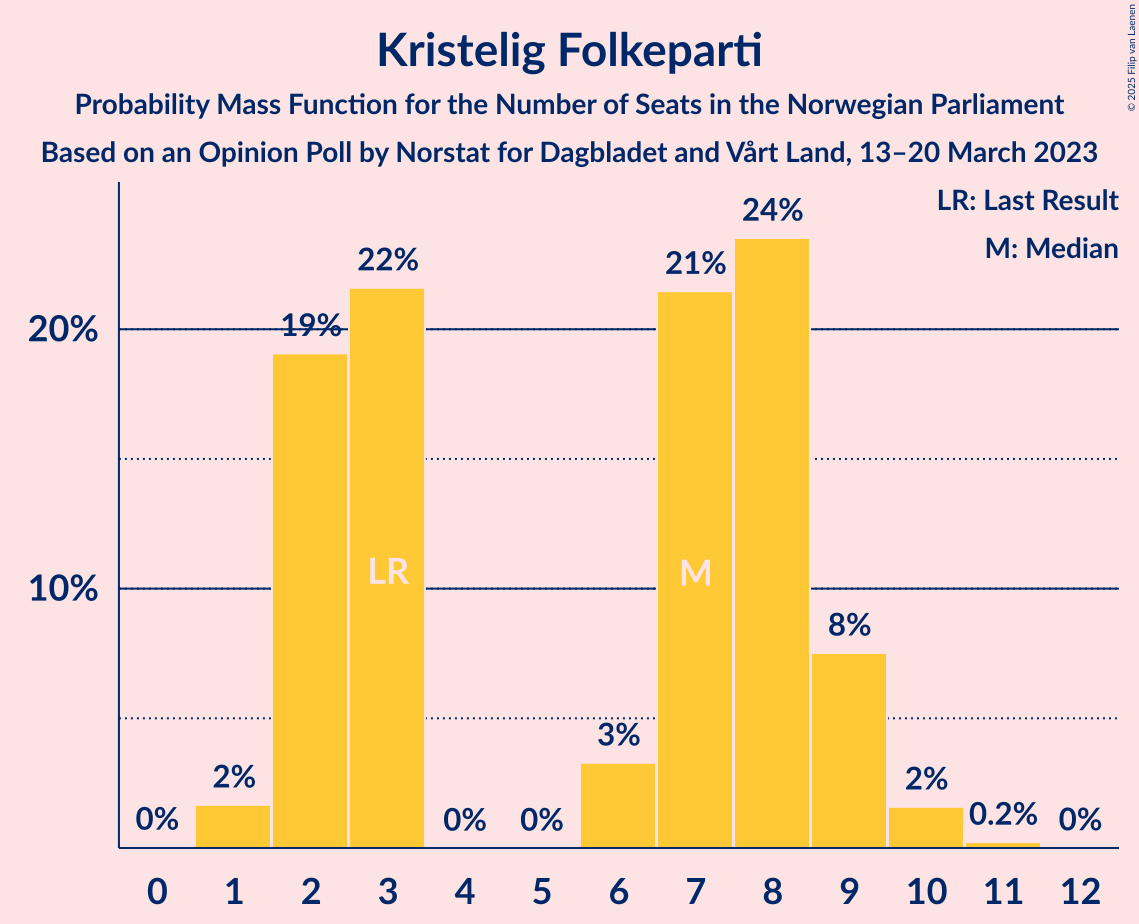 Kristelig Folkeparti
Probability Mass Function for the Number of Seats in the Norwegian Parliament
Based on an Opinion Poll by Norstat for Dagbladet and Vårt Land, 13–20 March 2023
© 2025 Filip van Laenen
LR: Last Result
M: Median
20%
10%
0%
2%
19%
22%
0%
0%
3%
21%
24%
8%
2%
0.2%
0%
LR
M
0 1 2 3 4 5 6 7 8 9 10 11 12